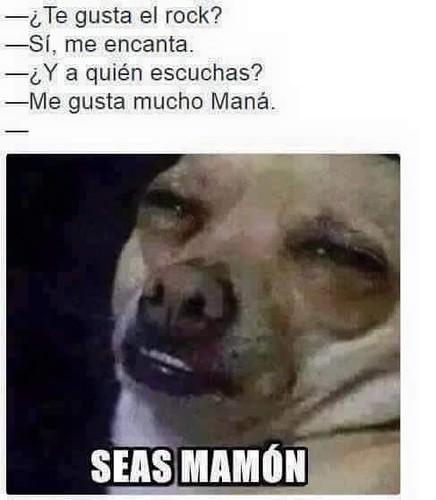 —¿Te gusta el rock?
—Sí, me encanta.
—¿Y a quién escuchas?
—Me gusta mucho Maná.
—
SEAS MAMÓN